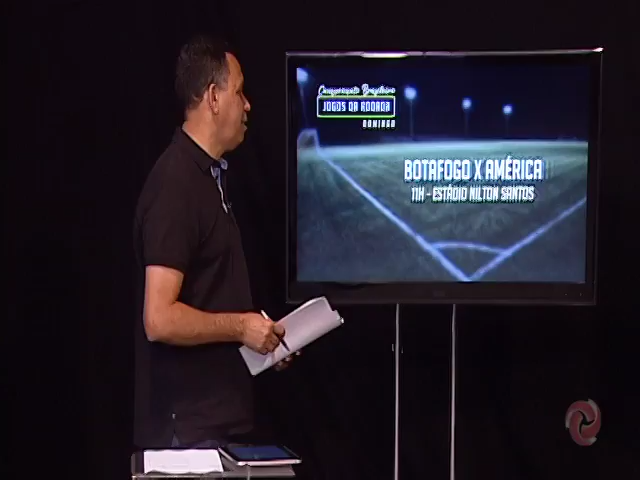 Campeonato Brasileiro
JOGOS DA RODADA
DOMINGO
BOTAFOGO X AMÉRICA
11H - ESTÁDIO NILTON SANTOS